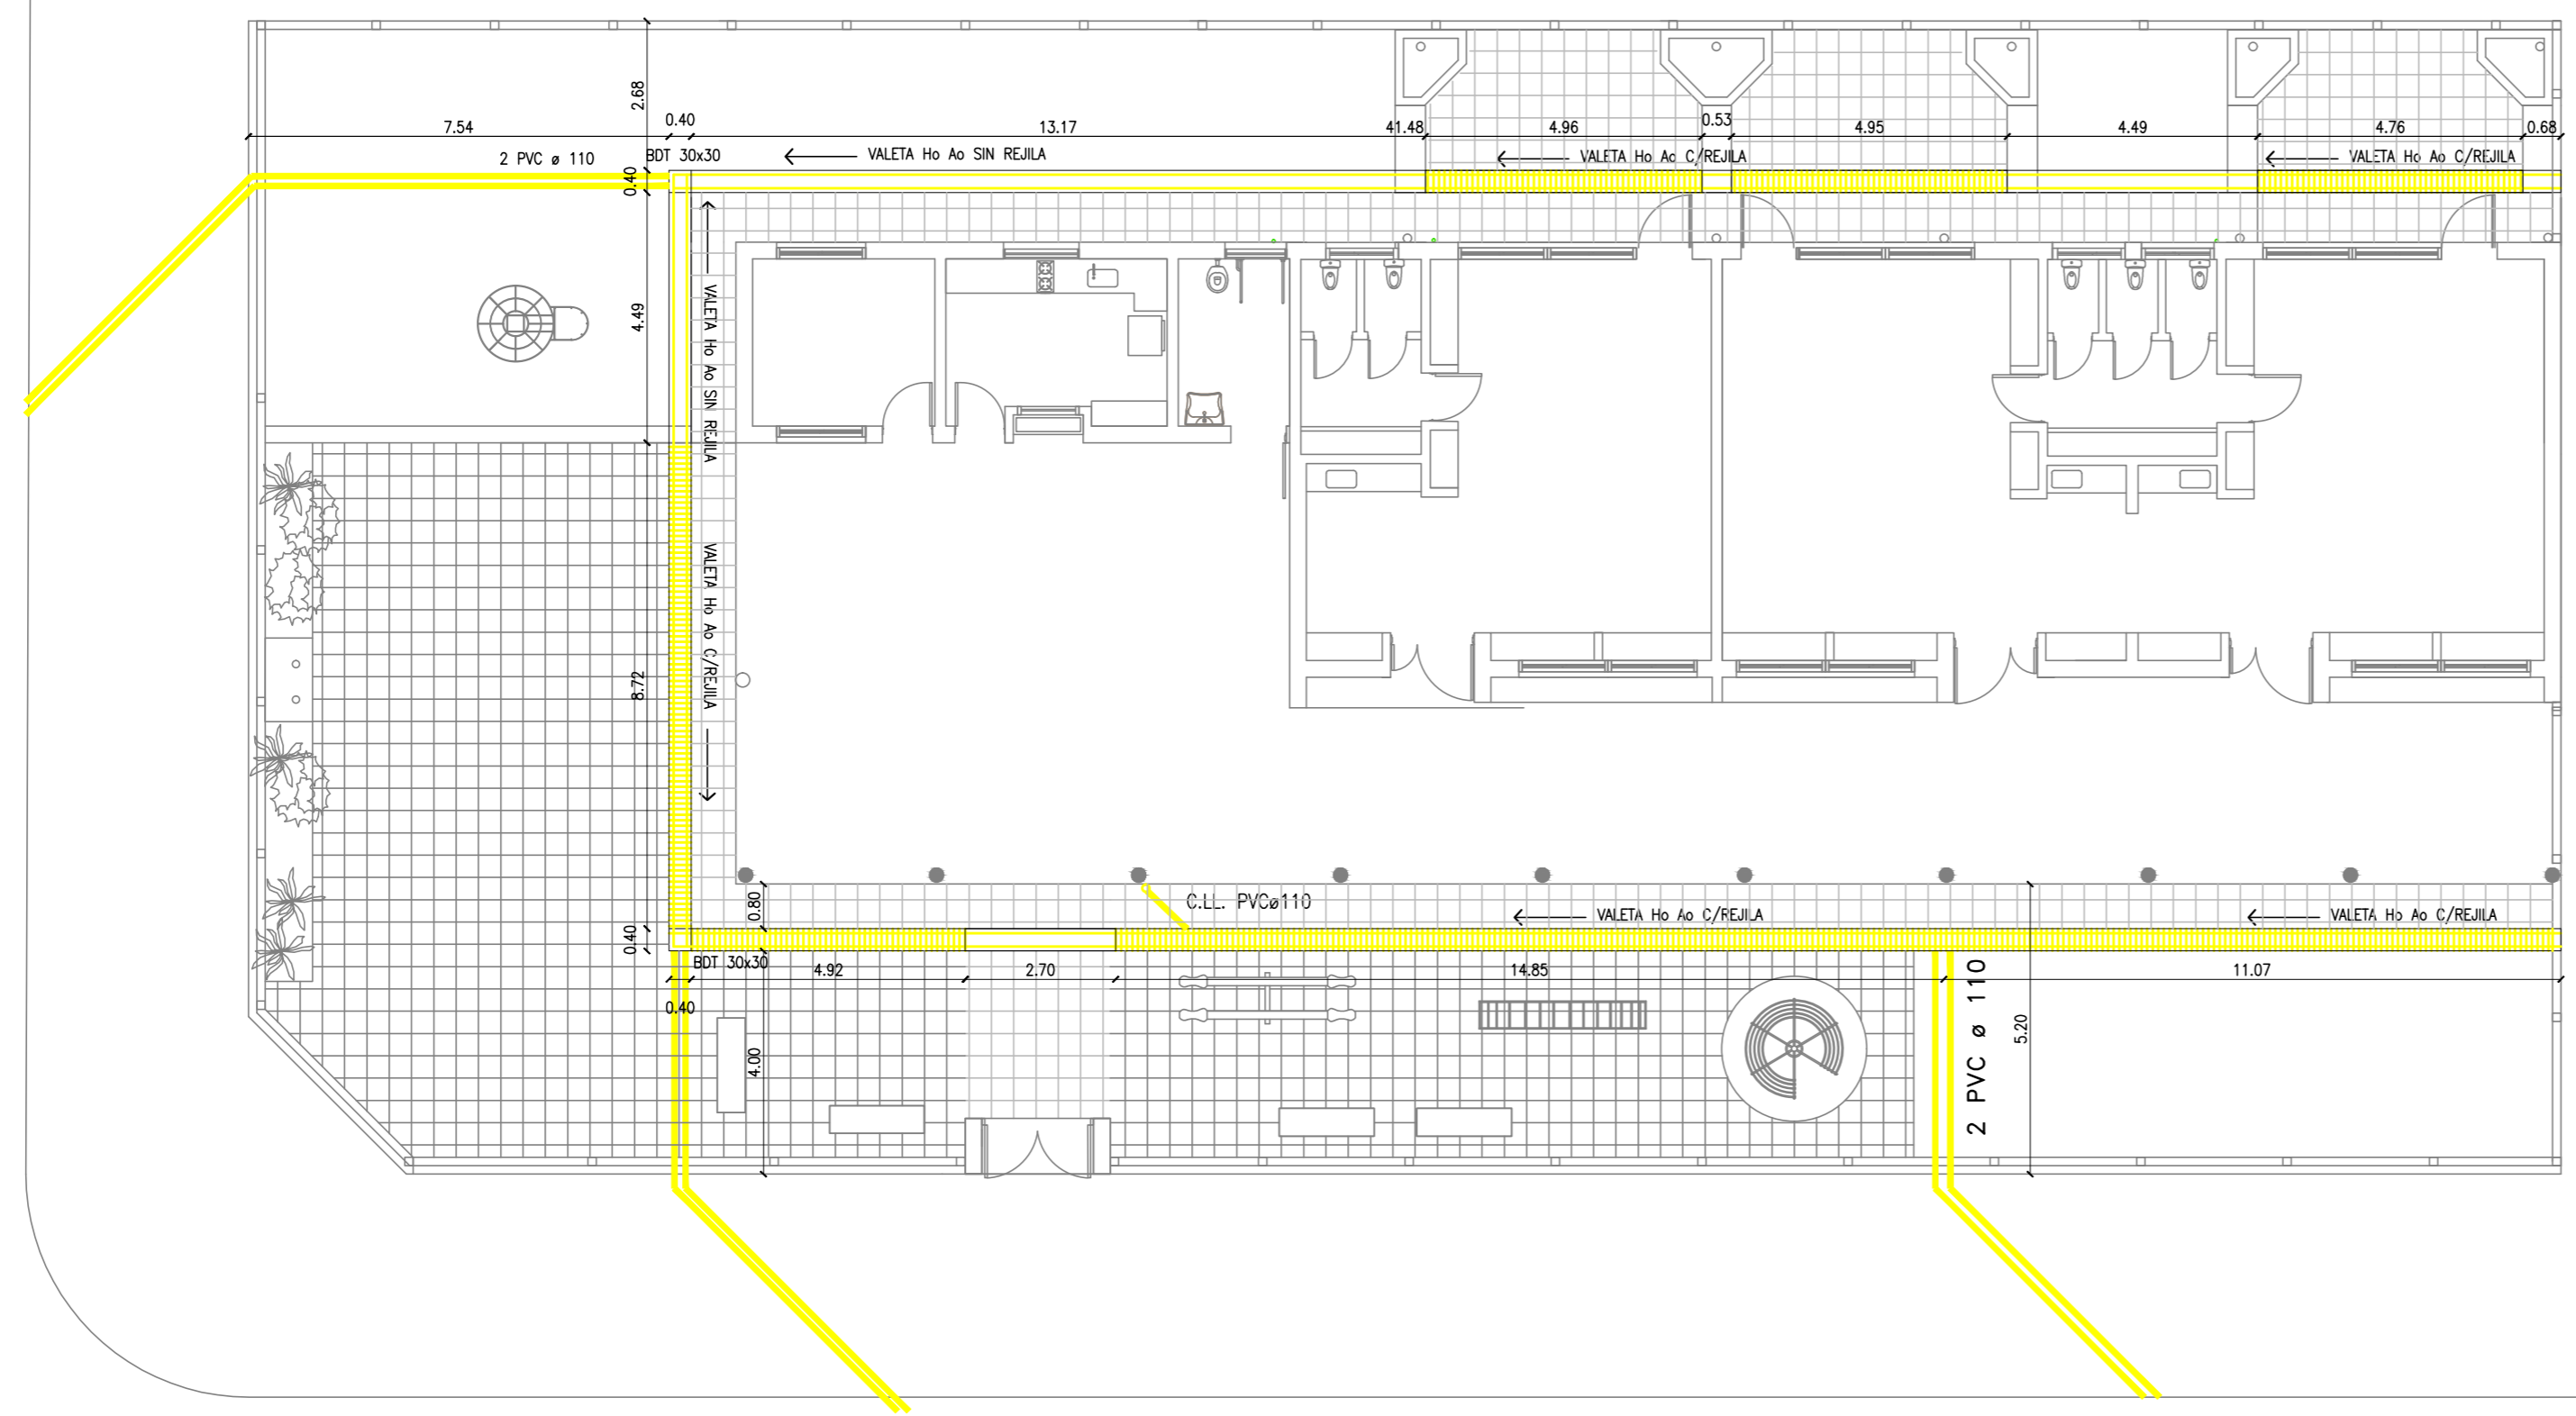 2.68
7.54
0.40
13.17
41.48
4.96
0.53
4.95
4.49
4.76
0.68
2 PVC ø 110
BDT 30x30
VALETA Ho Ao SIN REJILA
VALETA Ho Ao C/REJILA
VALETA Ho Ao C/REJILA
0.40
4.49
VALETA Ho Ao SIN REJILA
VALETA Ho Ao C/REJILA
8.72
0.80
C.LL. PVCø110
VALETA Ho Ao C/REJILA
VALETA Ho Ao C/REJILA
0.40
BDT 30x30
4.92
2.70
14.85
11.07
0.40
4.00
2 PVC ø 110
5.20